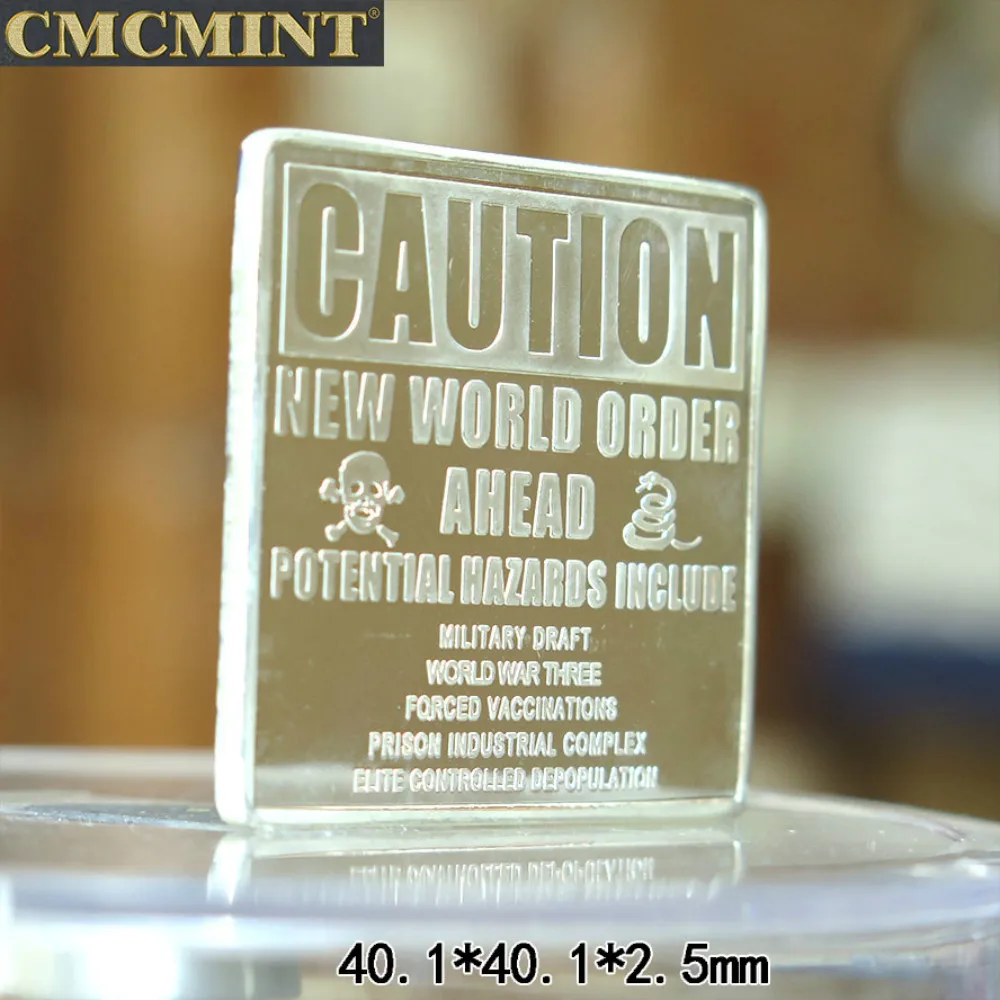 CMCMINT®
CAUTION
NEW WORLD ORDER
AHEAD
POTENTIAL HAZARDS INCLUDE
MILITARY DRAFT
WORLD WAR THREE
FORCED VACCINATIONS
PRISON INDUSTRIAL COMPLEX
ELITE CONTROLLED DEPOPULATION
40.1*40.1*2.5mm